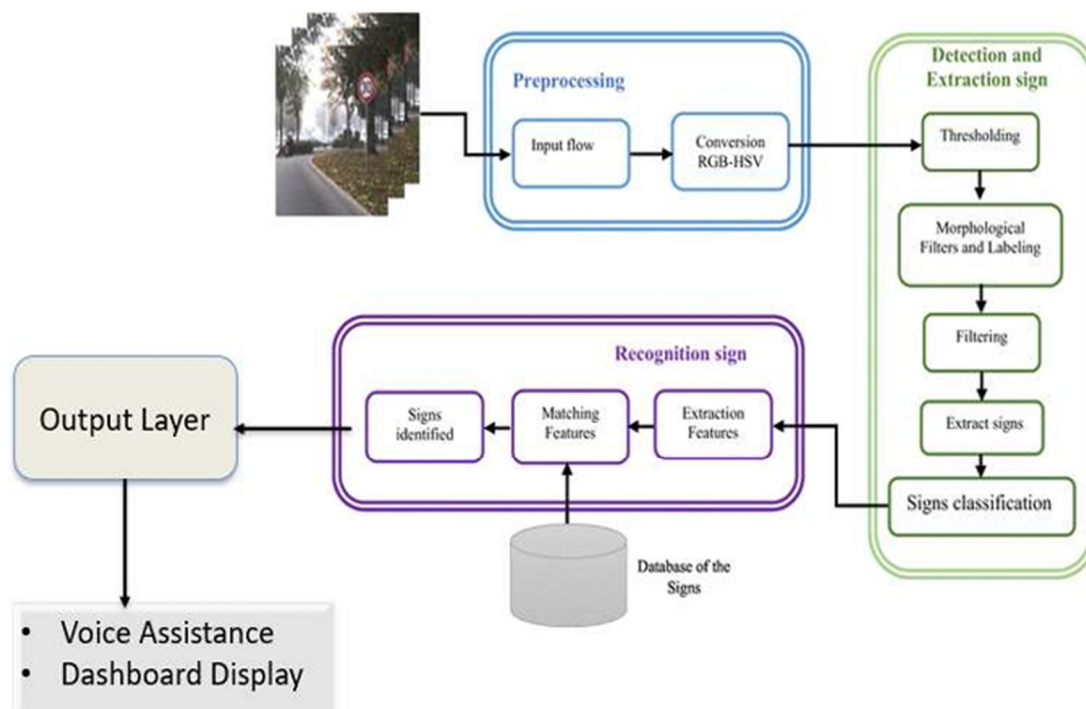 Preprocessing
Input flow
Conversion
RGB-HSV
Detection and
Extraction sign
Thresholding
Morphological
Filters and Labeling
Filtering
Extract signs
Signs classification
Recognition sign
Extraction
Features
Matching
Features
Signs
identified
Database of the
Signs
Output Layer
• Voice Assistance
• Dashboard Display